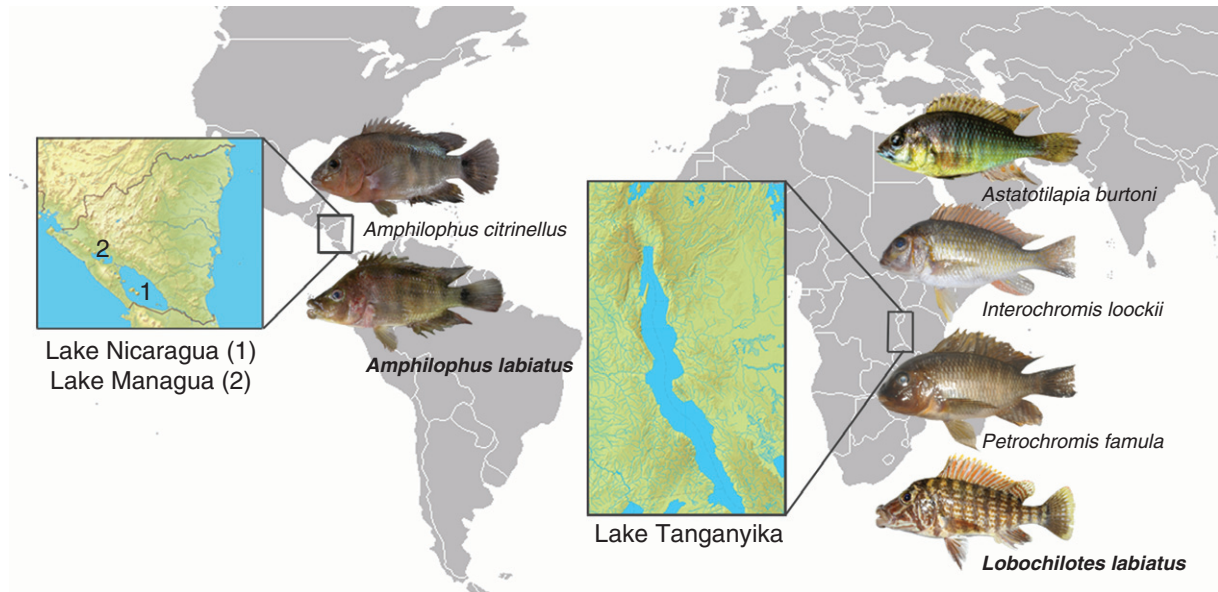 2
1
Lake Nicaragua (1)
Lake Managua (2)
Amphilophus citrinellus
Amphilophus labiatus
Lake Tanganyika
Astatotilapia burtoni
Interochromis loockii
Petrochromis famula
Lobochilotes labiatus